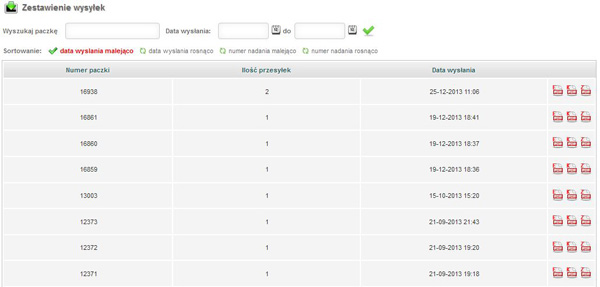 Zestawienie wysyłek
Wyszukaj paczkę Data wysłania: do
Sortowanie: data wysłania malejąco data wysłania rosnąco numer nadania malejąco numer nadania rosnąco
Numer paczki Ilość przesyłek Data wysłania
16938 2 25-12-2013 11:06
16861 1 19-12-2013 18:41
16860 1 19-12-2013 18:37
16859 1 19-12-2013 18:36
13003 1 15-10-2013 15:20
12373 1 21-09-2013 21:43
12372 1 21-09-2013 19:20
12371 1 21-09-2013 19:18